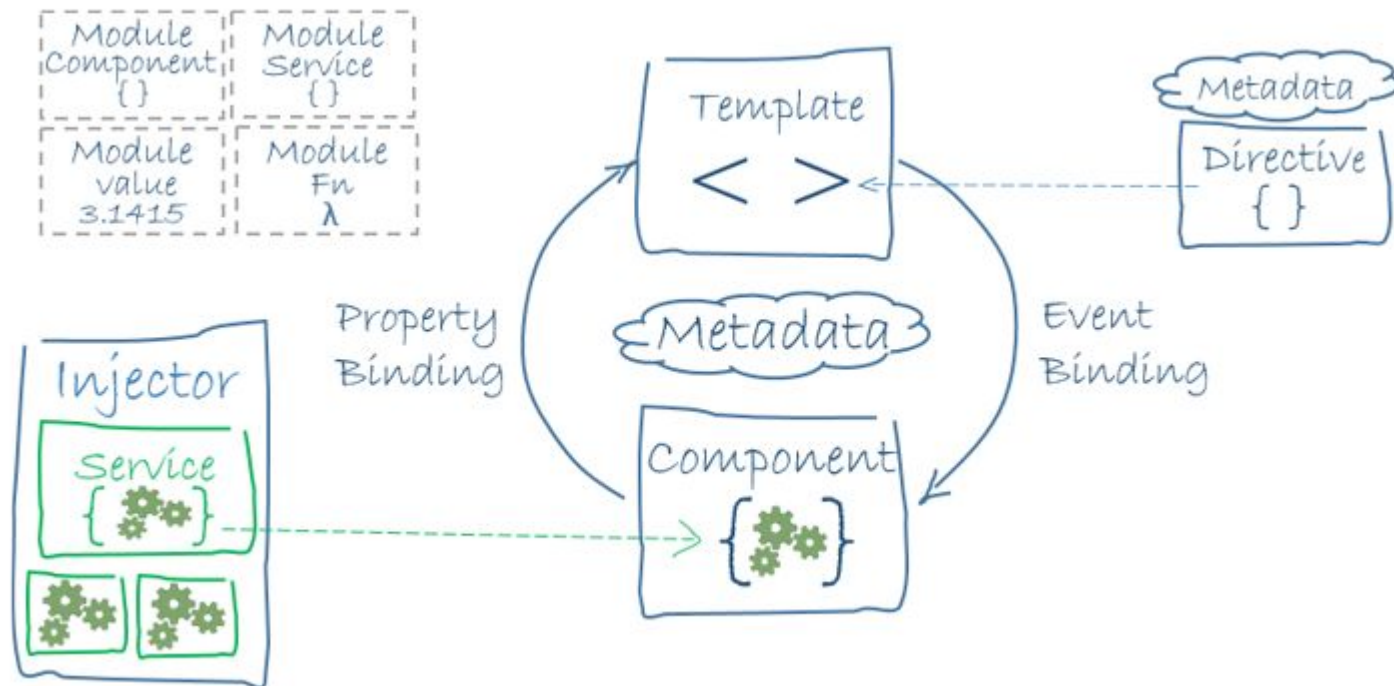 Module
Component
{ }
Module
Service
{ }
Module
value
3.1415
Module
Fn
λ
Template
< >
Metadata
Directive
{ }
Property
Binding
Metadata
Event
Binding
Injector
Service
{ }
Component
{ }